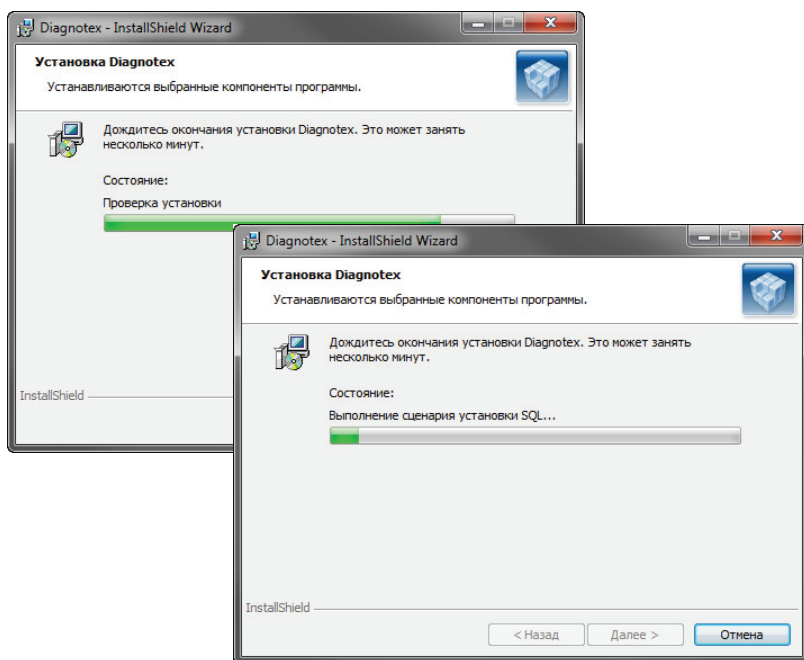 Diagnotex - InstallShield Wizard
Установка Diagnotex
Устанавливаются выбранные компоненты программы.
Дождитесь окончания установки Diagnotex. Это может занять
несколько минут.
Состояние:
Проверка установки
InstallShield
Diagnotex - InstallShield Wizard
Установка Diagnotex
Устанавливаются выбранные компоненты программы.
Дождитесь окончания установки Diagnotex. Это может занять
несколько минут.
Состояние:
Выполнение сценария установки SQL...
InstallShield
< Назад
Далее >
Отмена